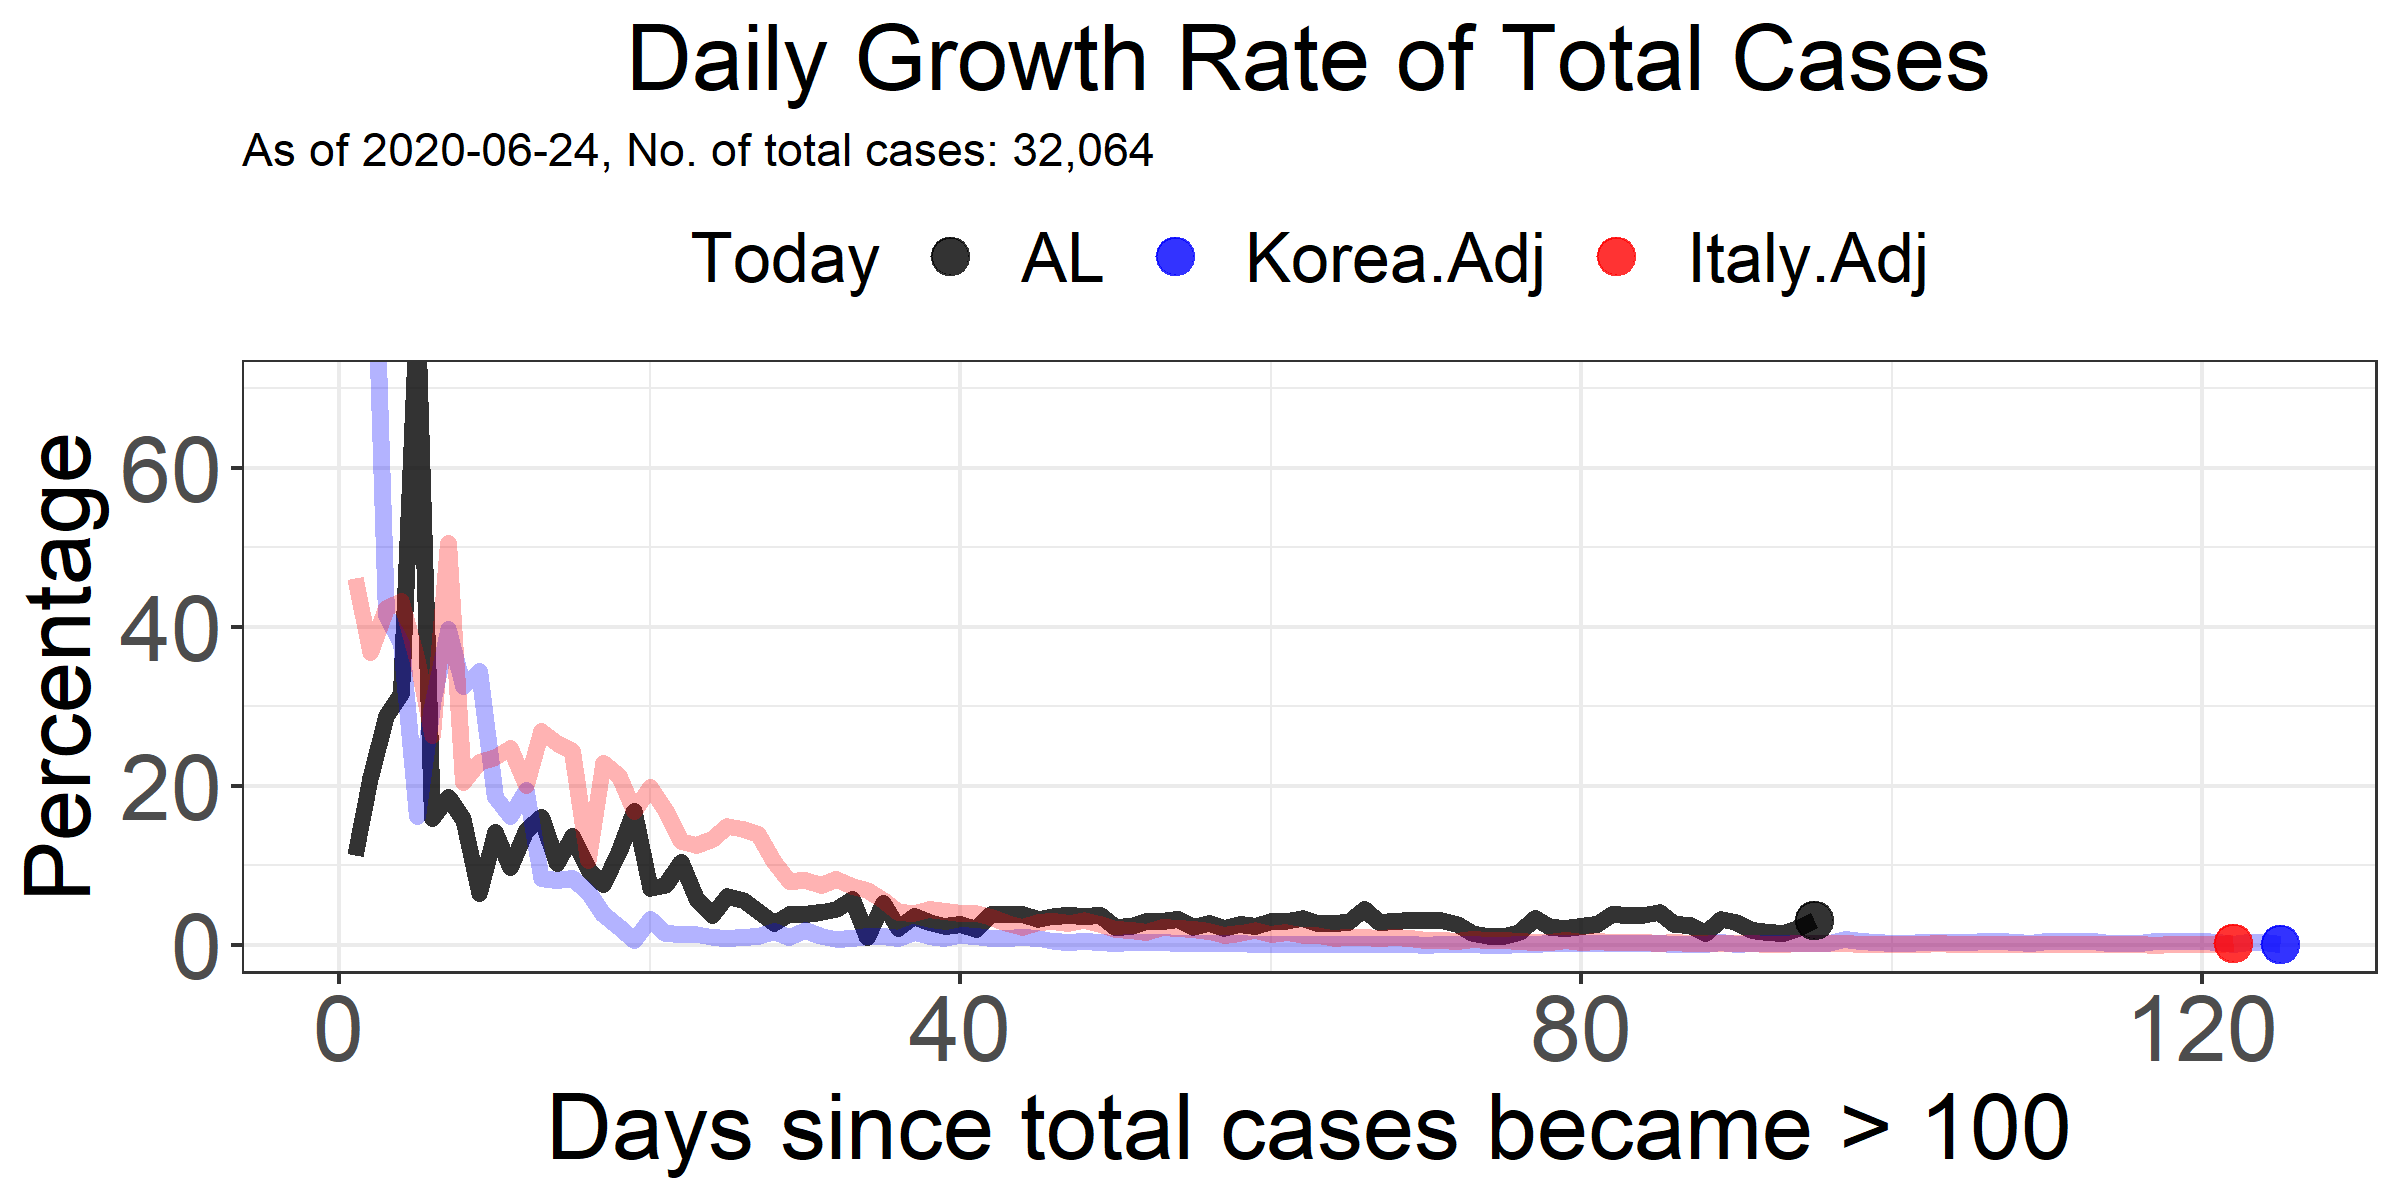 Daily Growth Rate of Total Cases
As of 2020-06-24, No. of total cases: 32,064
Today AL Korea.Adj Italy.Adj
Percentage
60
40
20
0
0 40 80 120
Days since total cases became > 100